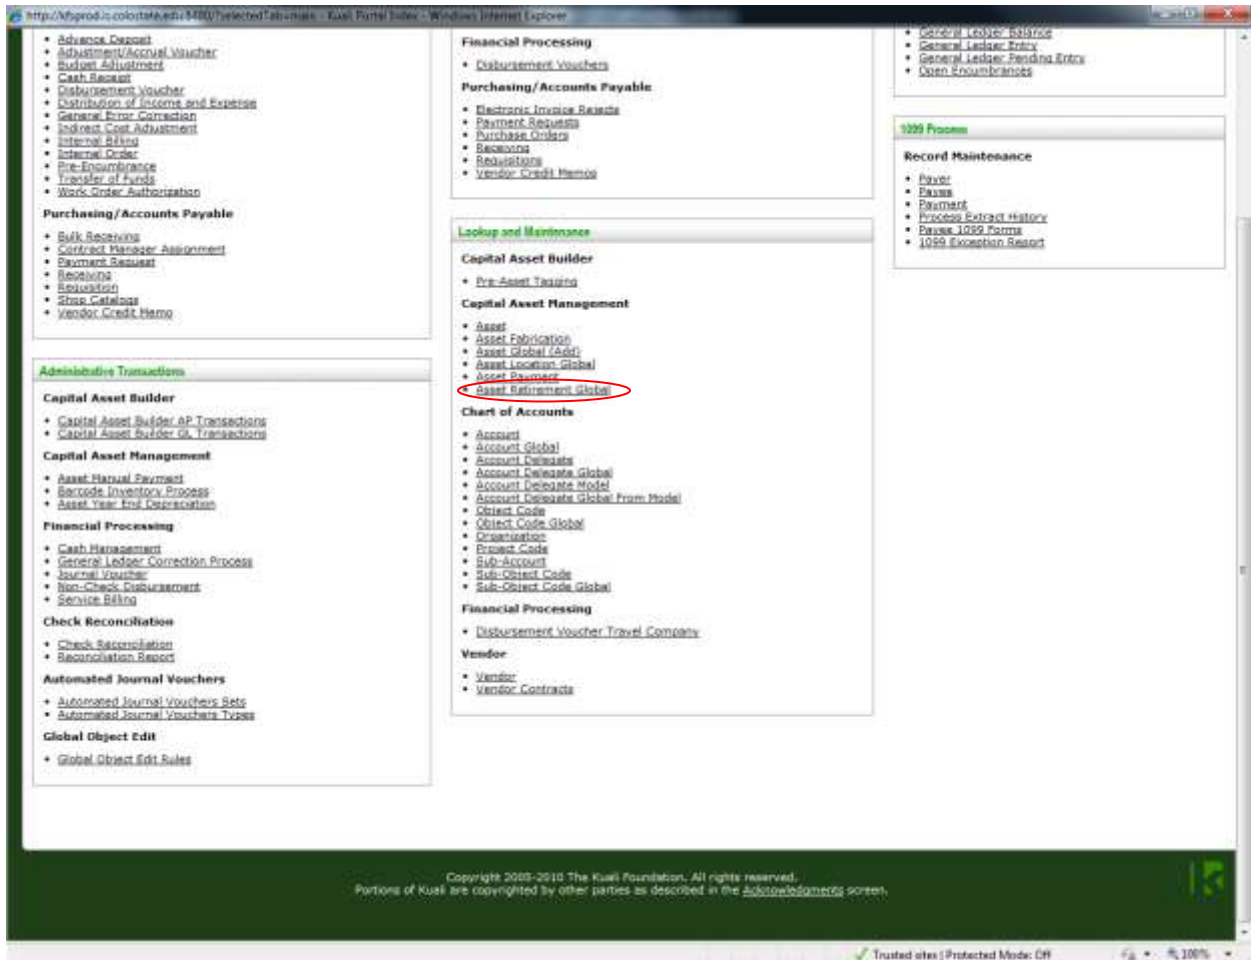 http://kfsprod.is.colostate.edu:8480/?selectedTab=main - Kuali Portal Index - Windows Internet Explorer
Advance Deposit
Adjustment/Accrual Voucher
Budget Adjustment
Cash Receipt
Disbursement Voucher
Distribution of Income and Expense
General Error Correction
Indirect Cost Adjustment
Internal Billing
Internal Order
Pre-Encumbrance
Transfer of Funds
Work Order Authorization
Purchasing/Accounts Payable
Bulk Receiving
Contract Manager Assignment
Payment Request
Receiving
Requisition
Shop Catalogs
Vendor Credit Memo
Administrative Transactions
Capital Asset Builder
Capital Asset Builder AP Transactions
Capital Asset Builder GL Transactions
Capital Asset Management
Asset Manual Payment
Barcode Inventory Process
Asset Year End Depreciation
Financial Processing
Cash Management
General Ledger Correction Process
Journal Voucher
Non-Check Disbursement
Service Billing
Check Reconciliation
Check Reconciliation
Reconciliation Report
Automated Journal Vouchers
Automated Journal Vouchers Sets
Automated Journal Vouchers Types
Global Object Edit
Global Object Edit Rules
Financial Processing
Disbursement Vouchers
Purchasing/Accounts Payable
Electronic Invoice Rejects
Payment Requests
Purchase Orders
Receiving
Requisitions
Vendor Credit Memos
Lookup and Maintenance
Capital Asset Builder
Pre-Asset Tagging
Capital Asset Management
Asset
Asset Fabrication
Asset Global (Add)
Asset Location Global
Asset Payment
Asset Retirement Global
Chart of Accounts
Account
Account Global
Account Delegate
Account Delegate Global
Account Delegate Model
Account Delegate Global From Model
Object Code
Object Code Global
Organization
Project Code
Sub-Account
Sub-Object Code
Sub-Object Code Global
Financial Processing
Disbursement Voucher Travel Company
Vendor
Vendor
Vendor Contracts
General Ledger Balance
General Ledger Entry
General Ledger Pending Entry
Open Encumbrances
1099 Process
Record Maintenance
Payer
Payee
Payment
Process Extract History
Payee 1099 Forms
1099 Exception Report
Copyright 2005-2010 The Kuali Foundation. All rights reserved.
Portions of Kuali are copyrighted by other parties as described in the Acknowledgments screen.
Trusted sites | Protected Mode: Off
100%